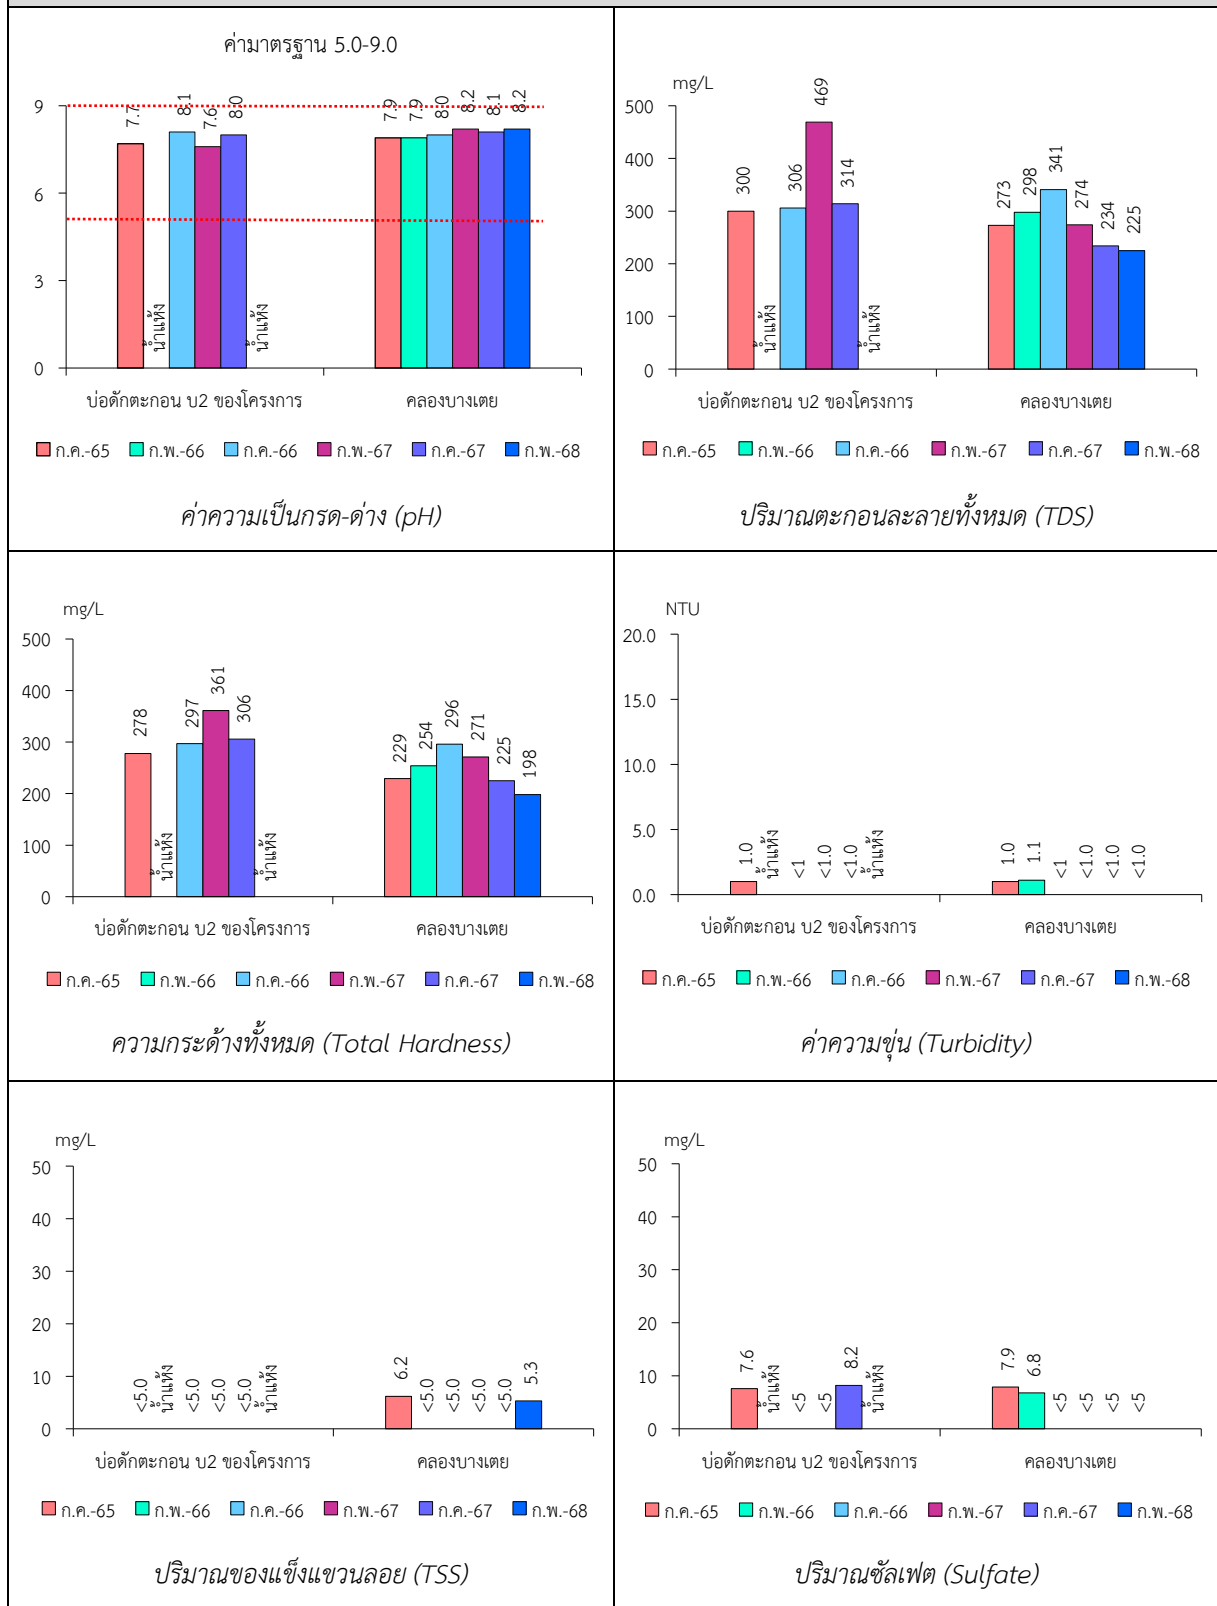 ค่ามาตรฐาน 5.0-9.0
9
6
3
0
7.7
น้ำแห้ง
8.1
7.6
8.0
น้ำแห้ง
7.9
7.9
8.0
8.2
8.1
8.2
บ่อดักตะกอน บ2 ของโครงการ
คลองบางเตย
ก.ค.-65 ก.พ.-66 ก.ค.-66 ก.พ.-67 ก.ค.-67 ก.พ.-68
ค่าความเป็นกรด-ด่าง (pH)
mg/L
500
400
300
200
100
0
300
น้ำแห้ง
306
469
314
น้ำแห้ง
273
298
341
274
234
225
บ่อดักตะกอน บ2 ของโครงการ
คลองบางเตย
ก.ค.-65 ก.พ.-66 ก.ค.-66 ก.พ.-67 ก.ค.-67 ก.พ.-68
ปริมาณตะกอนละลายทั้งหมด (TDS)
mg/L
500
400
300
200
100
0
278
น้ำแห้ง
297
361
306
น้ำแห้ง
229
254
296
271
225
198
บ่อดักตะกอน บ2 ของโครงการ
คลองบางเตย
ก.ค.-65 ก.พ.-66 ก.ค.-66 ก.พ.-67 ก.ค.-67 ก.พ.-68
ความกระด้างทั้งหมด (Total Hardness)
NTU
20.0
15.0
10.0
5.0
0.0
1.0
น้ำแห้ง
<1
<1.0
<1.0
น้ำแห้ง
1.0
1.1
<1
<1.0
<1.0
<1.0
บ่อดักตะกอน บ2 ของโครงการ
คลองบางเตย
ก.ค.-65 ก.พ.-66 ก.ค.-66 ก.พ.-67 ก.ค.-67 ก.พ.-68
ค่าความขุ่น (Turbidity)
mg/L
50
40
30
20
10
0
<5.0
น้ำแห้ง
<5.0
<5.0
<5.0
น้ำแห้ง
6.2
<5.0
<5.0
<5.0
<5.0
5.3
บ่อดักตะกอน บ2 ของโครงการ
คลองบางเตย
ก.ค.-65 ก.พ.-66 ก.ค.-66 ก.พ.-67 ก.ค.-67 ก.พ.-68
ปริมาณของแข็งแขวนลอย (TSS)
mg/L
50
40
30
20
10
0
7.6
น้ำแห้ง
<5
<5
8.2
น้ำแห้ง
7.9
6.8
<5
<5
<5
<5
บ่อดักตะกอน บ2 ของโครงการ
คลองบางเตย
ก.ค.-65 ก.พ.-66 ก.ค.-66 ก.พ.-67 ก.ค.-67 ก.พ.-68
ปริมาณซัลเฟต (Sulfate)